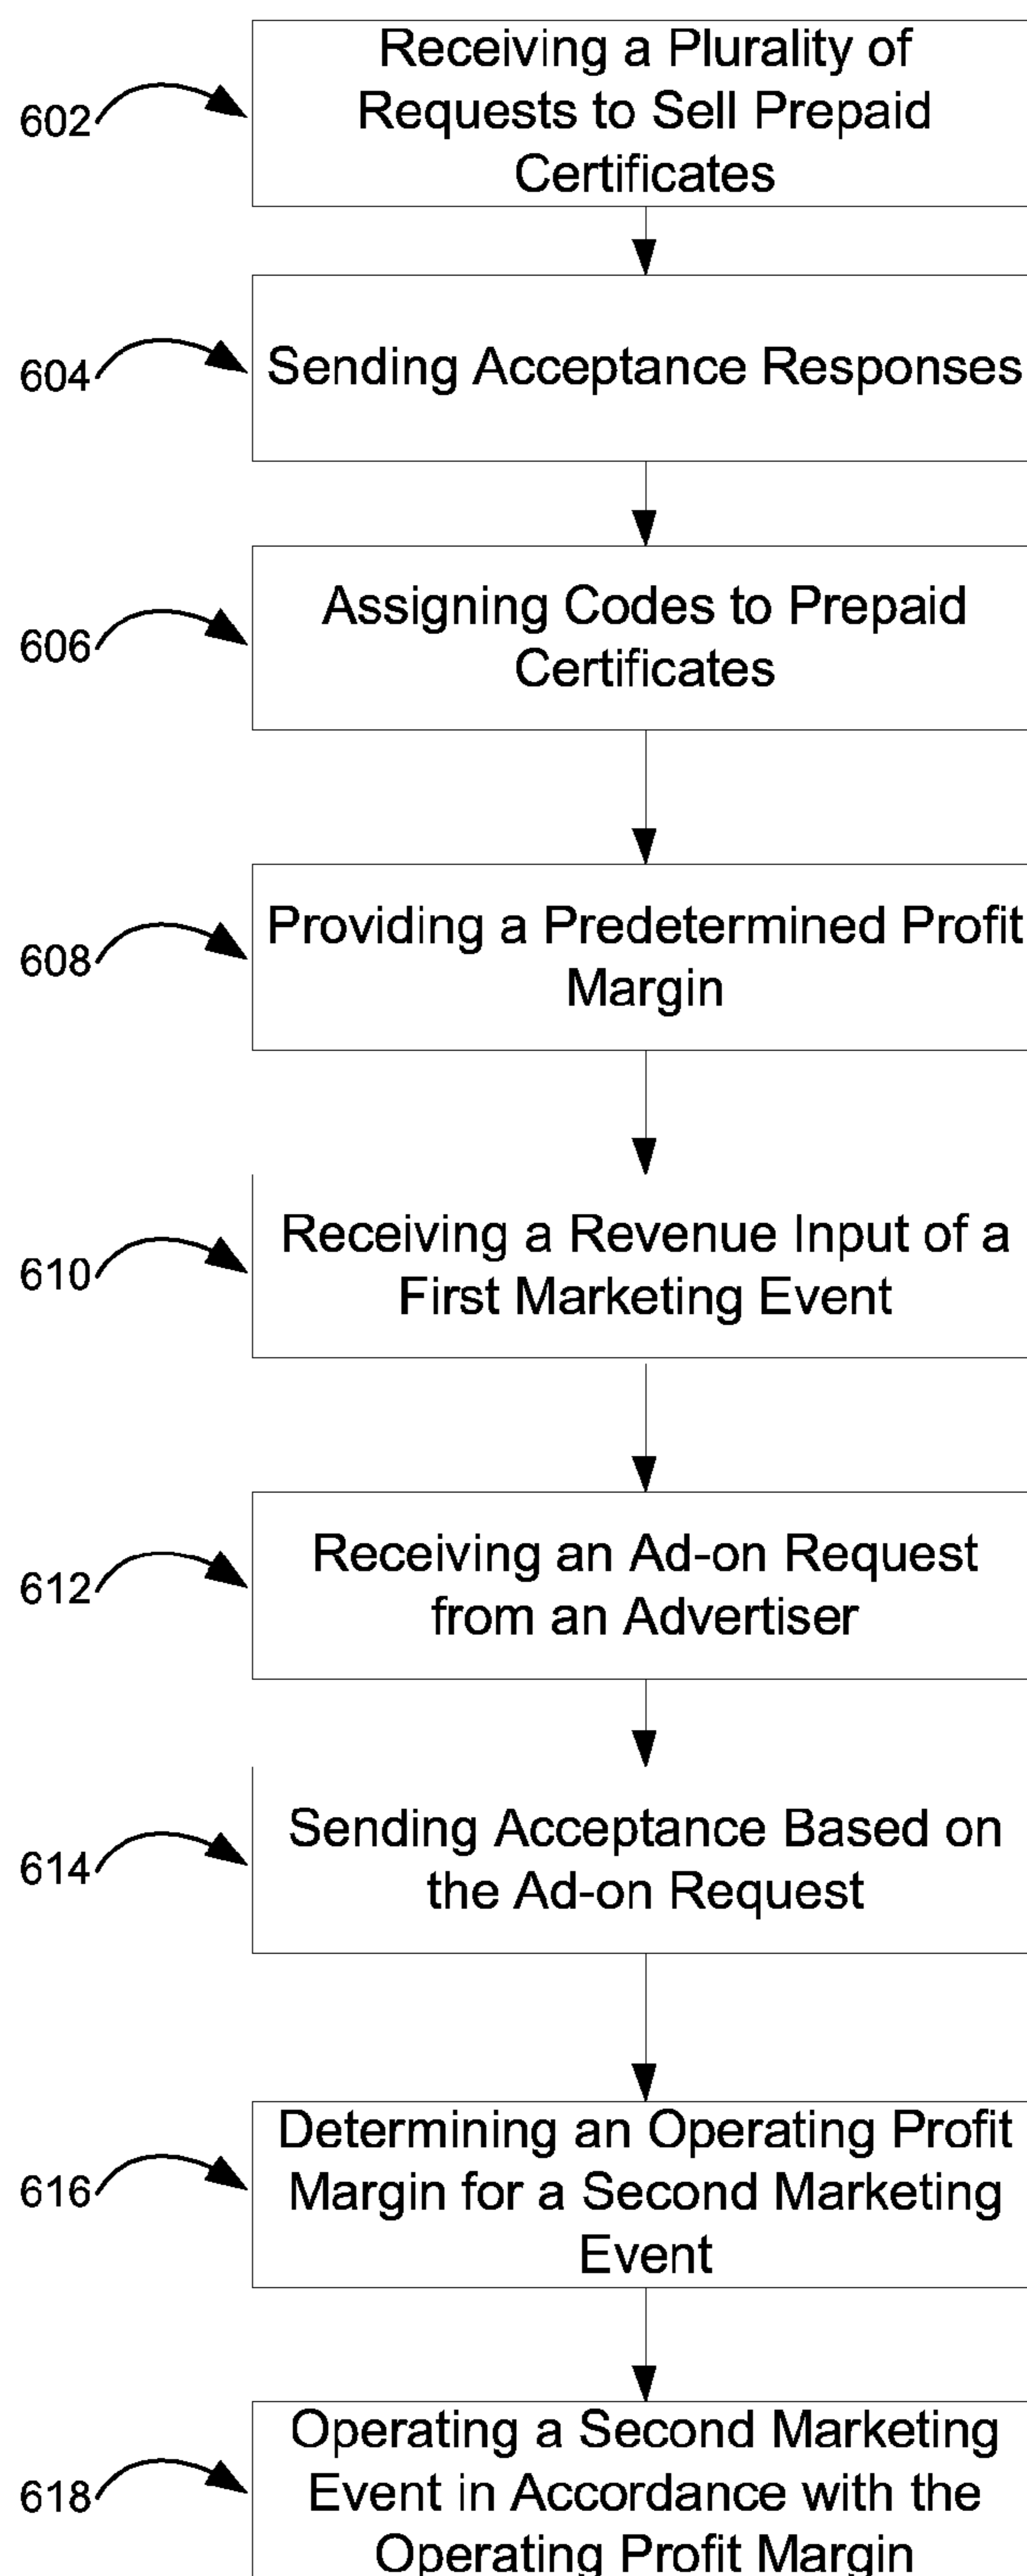 Receiving a Plurality of
Requests to Sell Prepaid
Certificates
602
Sending Acceptance Responses
604
Assigning Codes to Prepaid
Certificates
606
Providing a Predetermined Profit
Margin
608
Receiving a Revenue Input of a
First Marketing Event
610
Receiving an Ad-on Request
from an Advertiser
612
Sending Acceptance Based on
the Ad-on Request
614
Determining an Operating Profit
Margin for a Second Marketing
Event
616
Operating a Second Marketing
Event in Accordance with the
Operating Profit Margin
618